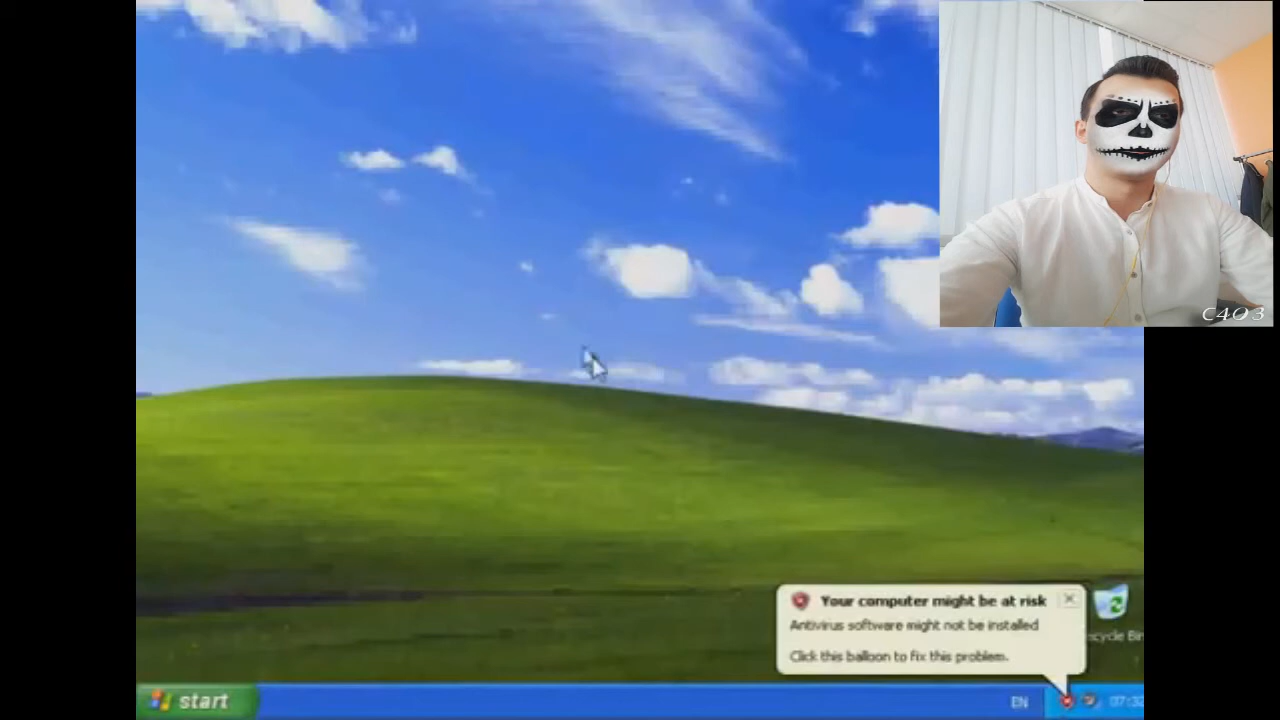 C403
Your computer might be at risk
Antivirus software might not be installed
Click this balloon to fix this problem.
start
EN